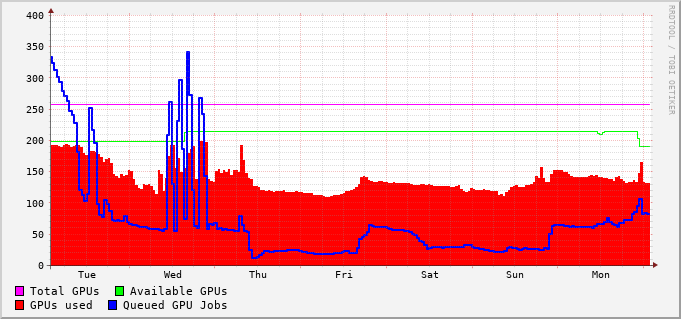 400
350
300
250
200
150
100
50
0
Tue Wed Thu Fri Sat Sun Mon
Total GPUs Available GPUs
GPUs used Queued GPU Jobs
RRDTOOL / TOBI OETIKER